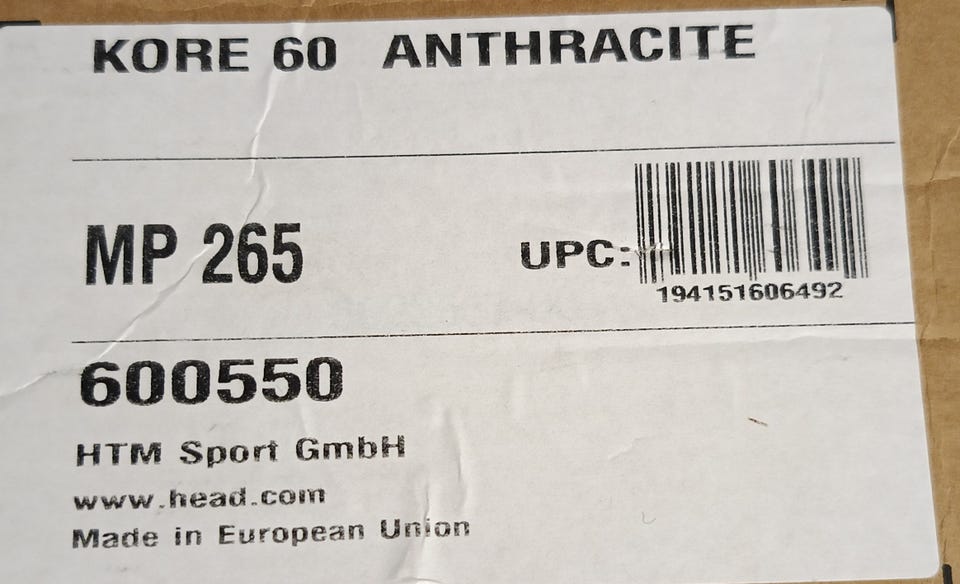 KORE 60 ANTHRACITE
MP 265
UPC:
194151606492
600550
HTM Sport GmbH
www.head.com
Made in European Union